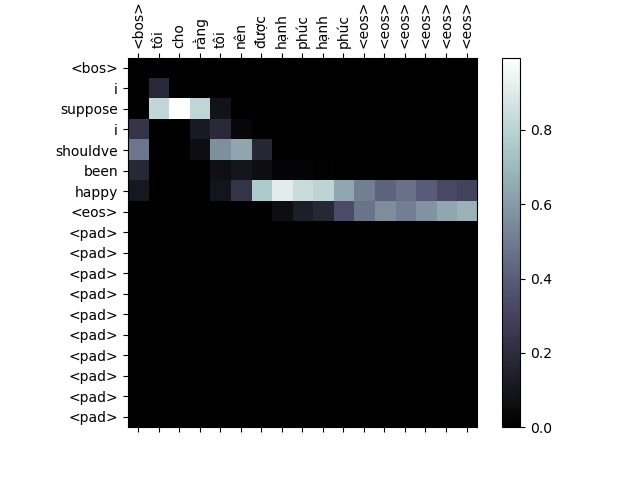 <bos> tôi cho rằng tôi nên được hạnh phúc hạnh phúc <eos> <eos> <eos> <eos> <eos> <eos>
<bos>
i
suppose
i
shouldve
been
happy
<eos>
<pad>
<pad>
<pad>
<pad>
<pad>
<pad>
<pad>
<pad>
<pad>
<pad>
0.8
0.6
0.4
0.2
0.0